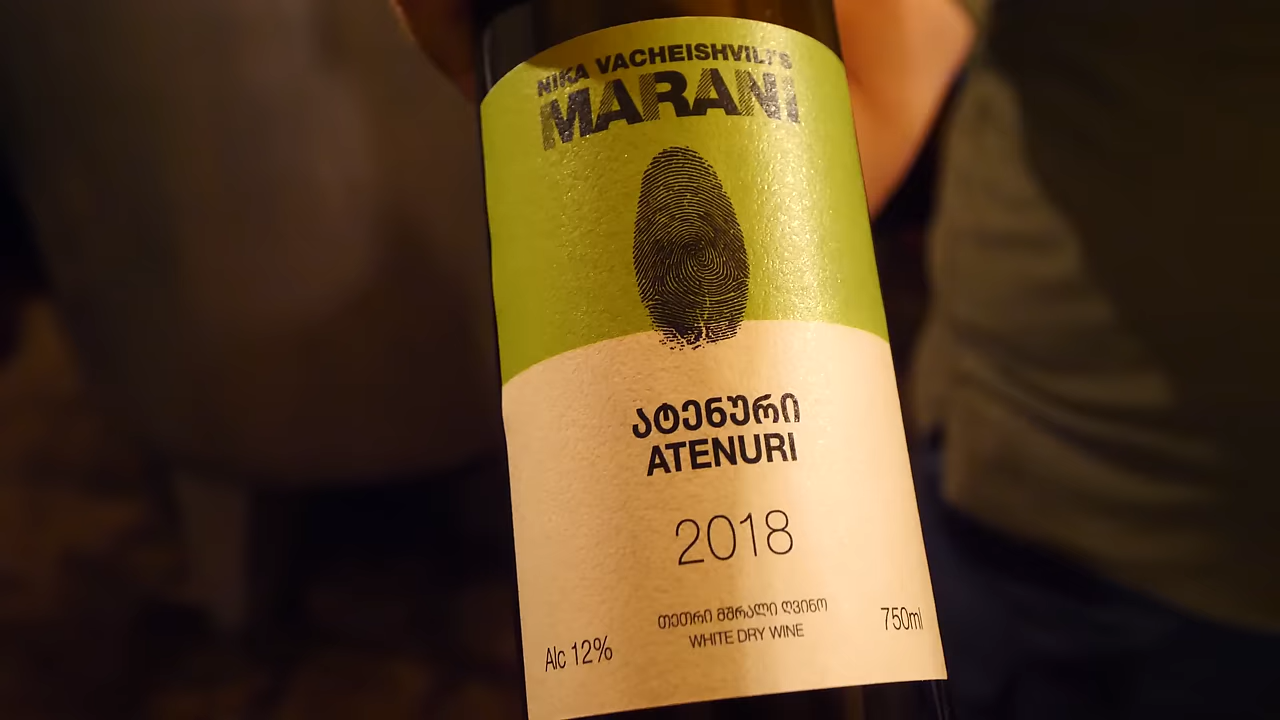 NIKA VACHEISHVILI'S
MARANI
ატენური
ATENURI
2018
თეთრი მშრალი ღვინო
WHITE DRY WINE
Alc 12%
750ml